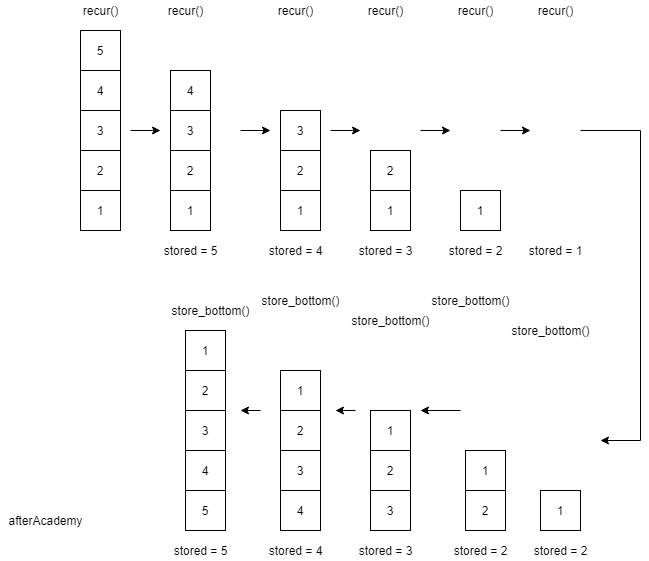 recur() recur() recur() recur() recur() recur()
5
4 4
3 3 3
2 2 2 2
1 1 1 1 1
stored = 5 stored = 4 stored = 3 stored = 2 stored = 1
store_bottom() store_bottom() store_bottom() store_bottom() store_bottom()
1
2 1
3 2 1
4 3 2 1
5 4 3 2 1
afterAcademy
stored = 5 stored = 4 stored = 3 stored = 2 stored = 2